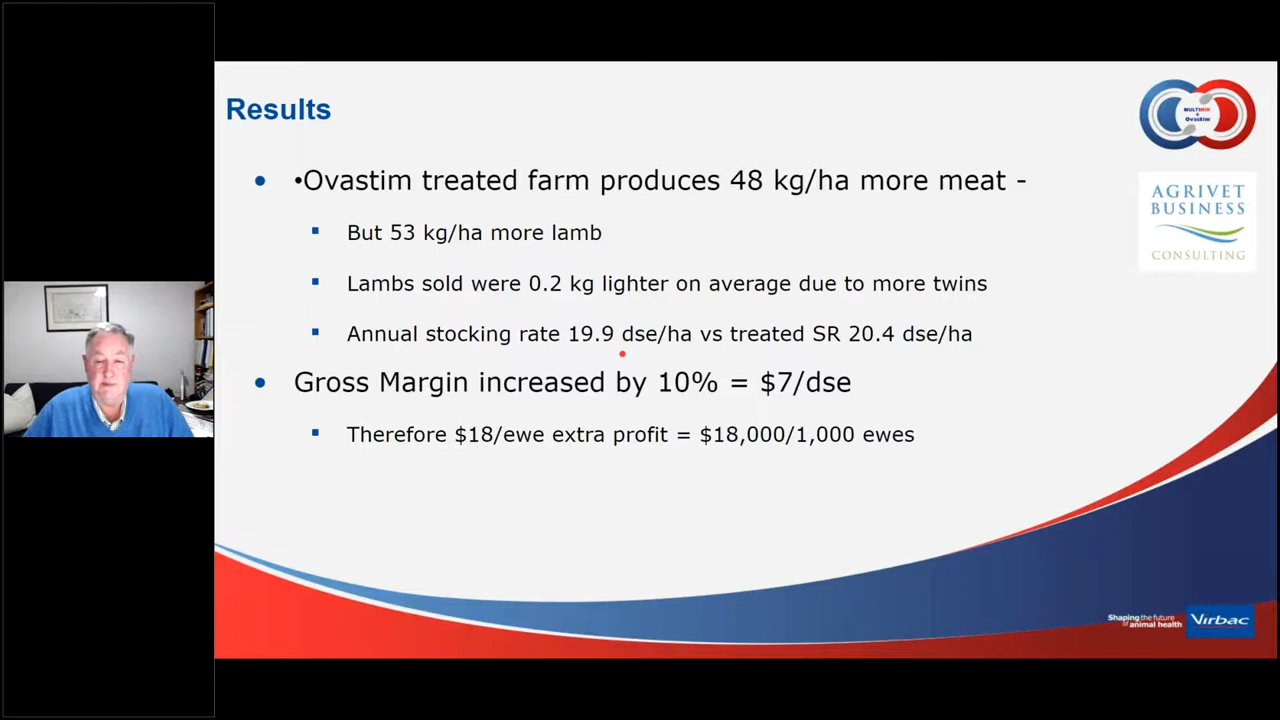 Results
MULTIMIN
+
Ovastim
• •Ovastim treated farm produces 48 kg/ha more meat -
AGRIVET
BUSINESS
CONSULTING
▪ But 53 kg/ha more lamb
▪ Lambs sold were 0.2 kg lighter on average due to more twins
▪ Annual stocking rate 19.9 dse/ha vs treated SR 20.4 dse/ha
• Gross Margin increased by 10% = $7/dse
▪ Therefore $18/ewe extra profit = $18,000/1,000 ewes
Shaping the future
of animal health
Virbac